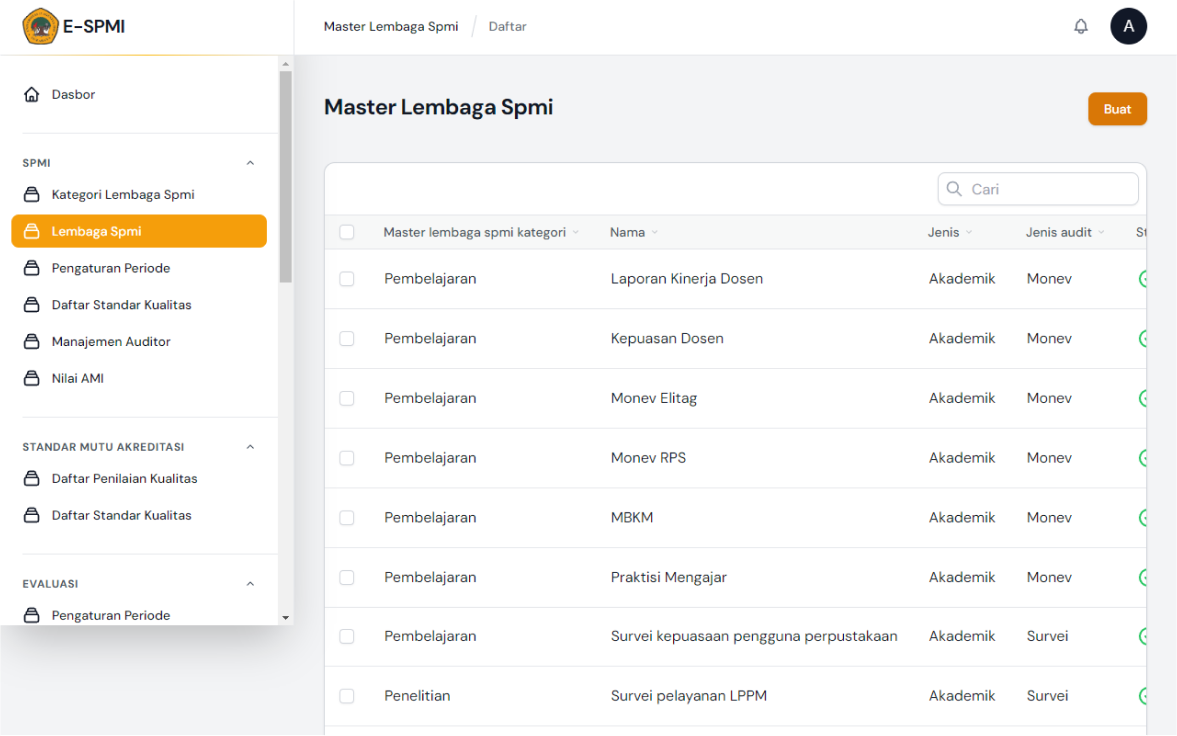 E-SPMI
Master Lembaga Spmi / Daftar
A
Dasbor
SPMI
Kategori Lembaga Spmi
Lembaga Spmi
Pengaturan Periode
Daftar Standar Kualitas
Manajemen Auditor
Nilai AMI
STANDAR MUTU AKREDITASI
Daftar Penilaian Kualitas
Daftar Standar Kualitas
EVALUASI
Pengaturan Periode
Master Lembaga Spmi
Buat
Cari
Master lembaga spmi kategori Nama Jenis Jenis audit
Pembelajaran Laporan Kinerja Dosen Akademik Monev
Pembelajaran Kepuasan Dosen Akademik Monev
Pembelajaran Monev Elitag Akademik Monev
Pembelajaran Monev RPS Akademik Monev
Pembelajaran MBKM Akademik Monev
Pembelajaran Praktisi Mengajar Akademik Monev
Pembelajaran Survei kepuasaan pengguna perpustakaan Akademik Survei
Penelitian Survei pelayanan LPPM Akademik Survei